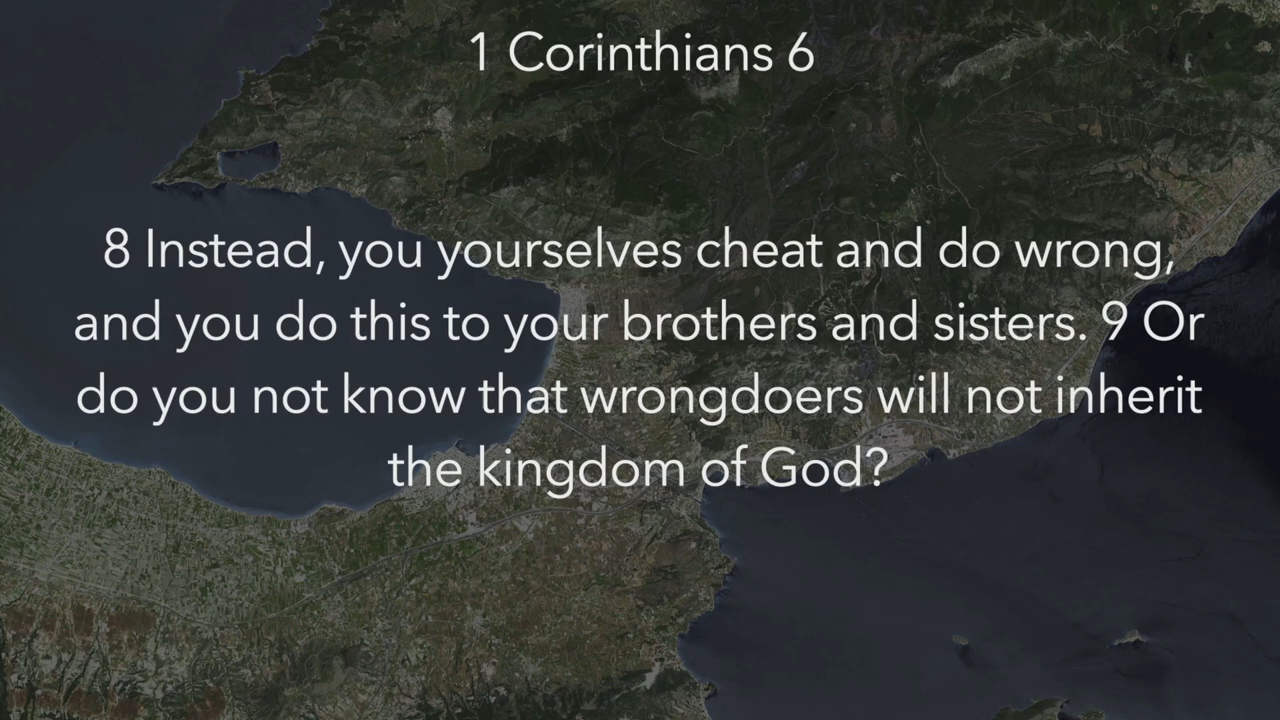 1 Corinthians 6
8 Instead, you yourselves cheat and do wrong,
and you do this to your brothers and sisters. 9 Or
do you not know that wrongdoers will not inherit
the kingdom of God?